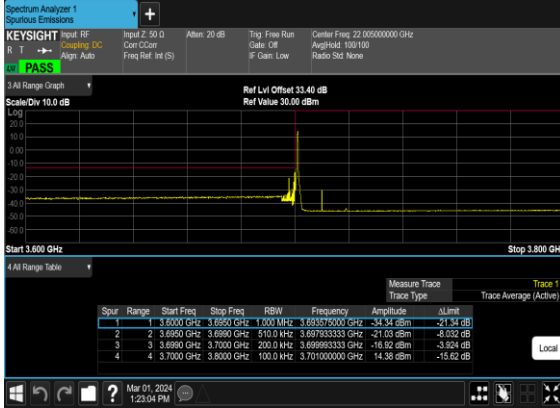 Spectrum Analyzer 1
Spurious Emissions
+
KEYSIGHT Input: RF Input Z: 50 Ω Atten: 20 dB Trig: Free Run Center Freq: 22.005000000 GHz
R T Coupling: DC Corr CCorr Gate: Off Avg|Hold: 100/100
Align: Auto Freq Ref: Int (S) IF Gain: Low Radio Std: None
PASS
3 All Range Graph
Ref Lvl Offset 33.40 dB
Scale/Div 10.0 dB Ref Value 30.00 dBm
Log
20.0
10.0
0.00
-10.0
-20.0
-30.0
-40.0
-50.0
-60.0
Start 3.600 GHz Stop 3.800 GH
4 All Range Table
Measure Trace Trace 1
Trace Type Trace Average (Active)
Spur Range Start Freq Stop Freq RBW Frequency Amplitude ΔLimit
1 1 3.6000 GHz 3.6950 GHz 1.000 MHz 3.693575000 GHz -34.34 dBm -21.34 dB
2 2 3.6950 GHz 3.6990 GHz 510.0 kHz 3.697933333 GHz -21.03 dBm -8.032 dB
3 3 3.6990 GHz 3.7000 GHz 200.0 kHz 3.699993333 GHz -16.92 dBm -3.924 dB
4 4 3.7000 GHz 3.8000 GHz 100.0 kHz 3.701000000 GHz 14.38 dBm -15.62 dB
Local
?
Mar 01, 2024
1:23:04 PM